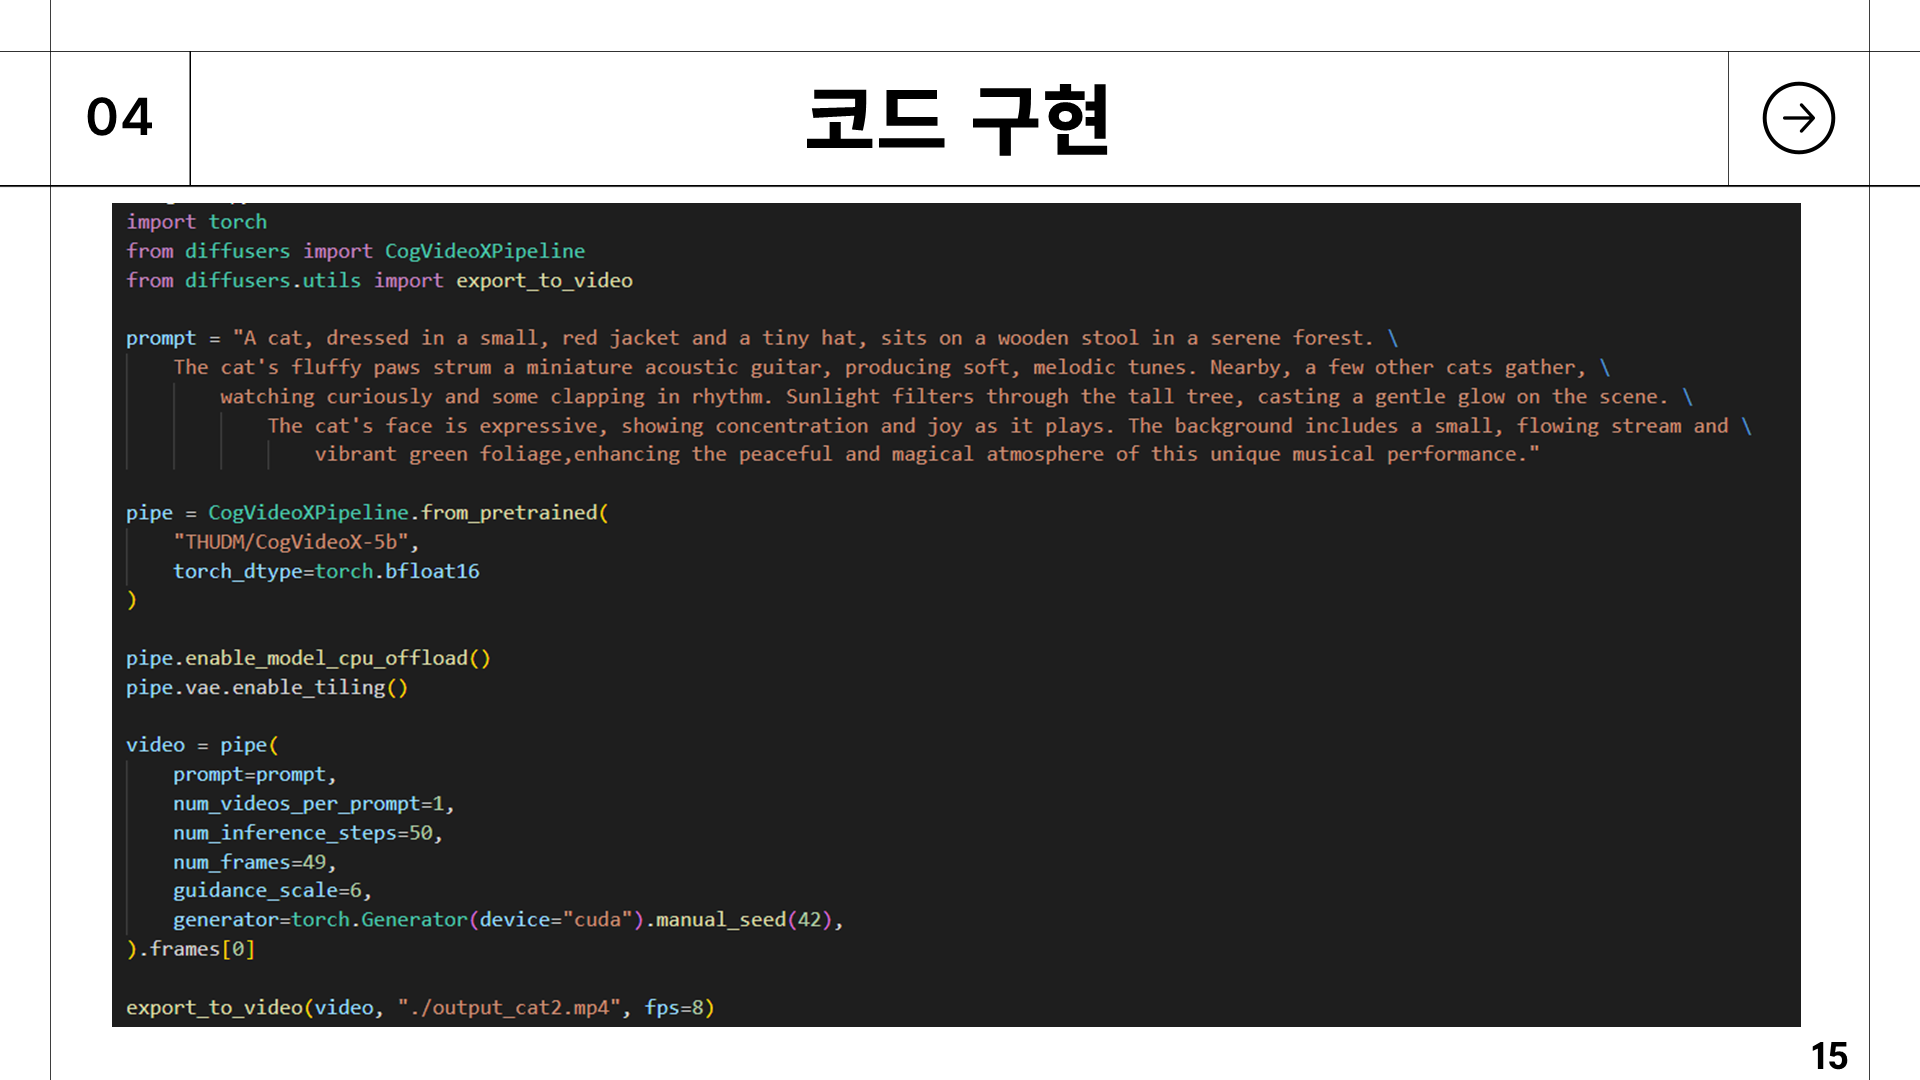 04
코드 구현
import torch
from diffusers import CogVideoXPipeline
from diffusers.utils import export_to_video
prompt = "A cat, dressed in a small, red jacket and a tiny hat, sits on a wooden stool in a serene forest. \
The cat's fluffy paws strum a miniature acoustic guitar, producing soft, melodic tunes. Nearby, a few other cats gather, \
watching curiously and some clapping in rhythm. Sunlight filters through the tall tree, casting a gentle glow on the scene. \
The cat's face is expressive, showing concentration and joy as it plays. The background includes a small, flowing stream and \
vibrant green foliage,enhancing the peaceful and magical atmosphere of this unique musical performance."
pipe = CogVideoXPipeline.from_pretrained(
"THUDM/CogVideoX-5b",
torch_dtype=torch.bfloat16
)
pipe.enable_model_cpu_offload()
pipe.vae.enable_tiling()
video = pipe(
prompt=prompt,
num_videos_per_prompt=1,
num_inference_steps=50,
num_frames=49,
guidance_scale=6,
generator=torch.Generator(device="cuda").manual_seed(42),
).frames[0]
export_to_video(video, "./output_cat2.mp4", fps=8)
15